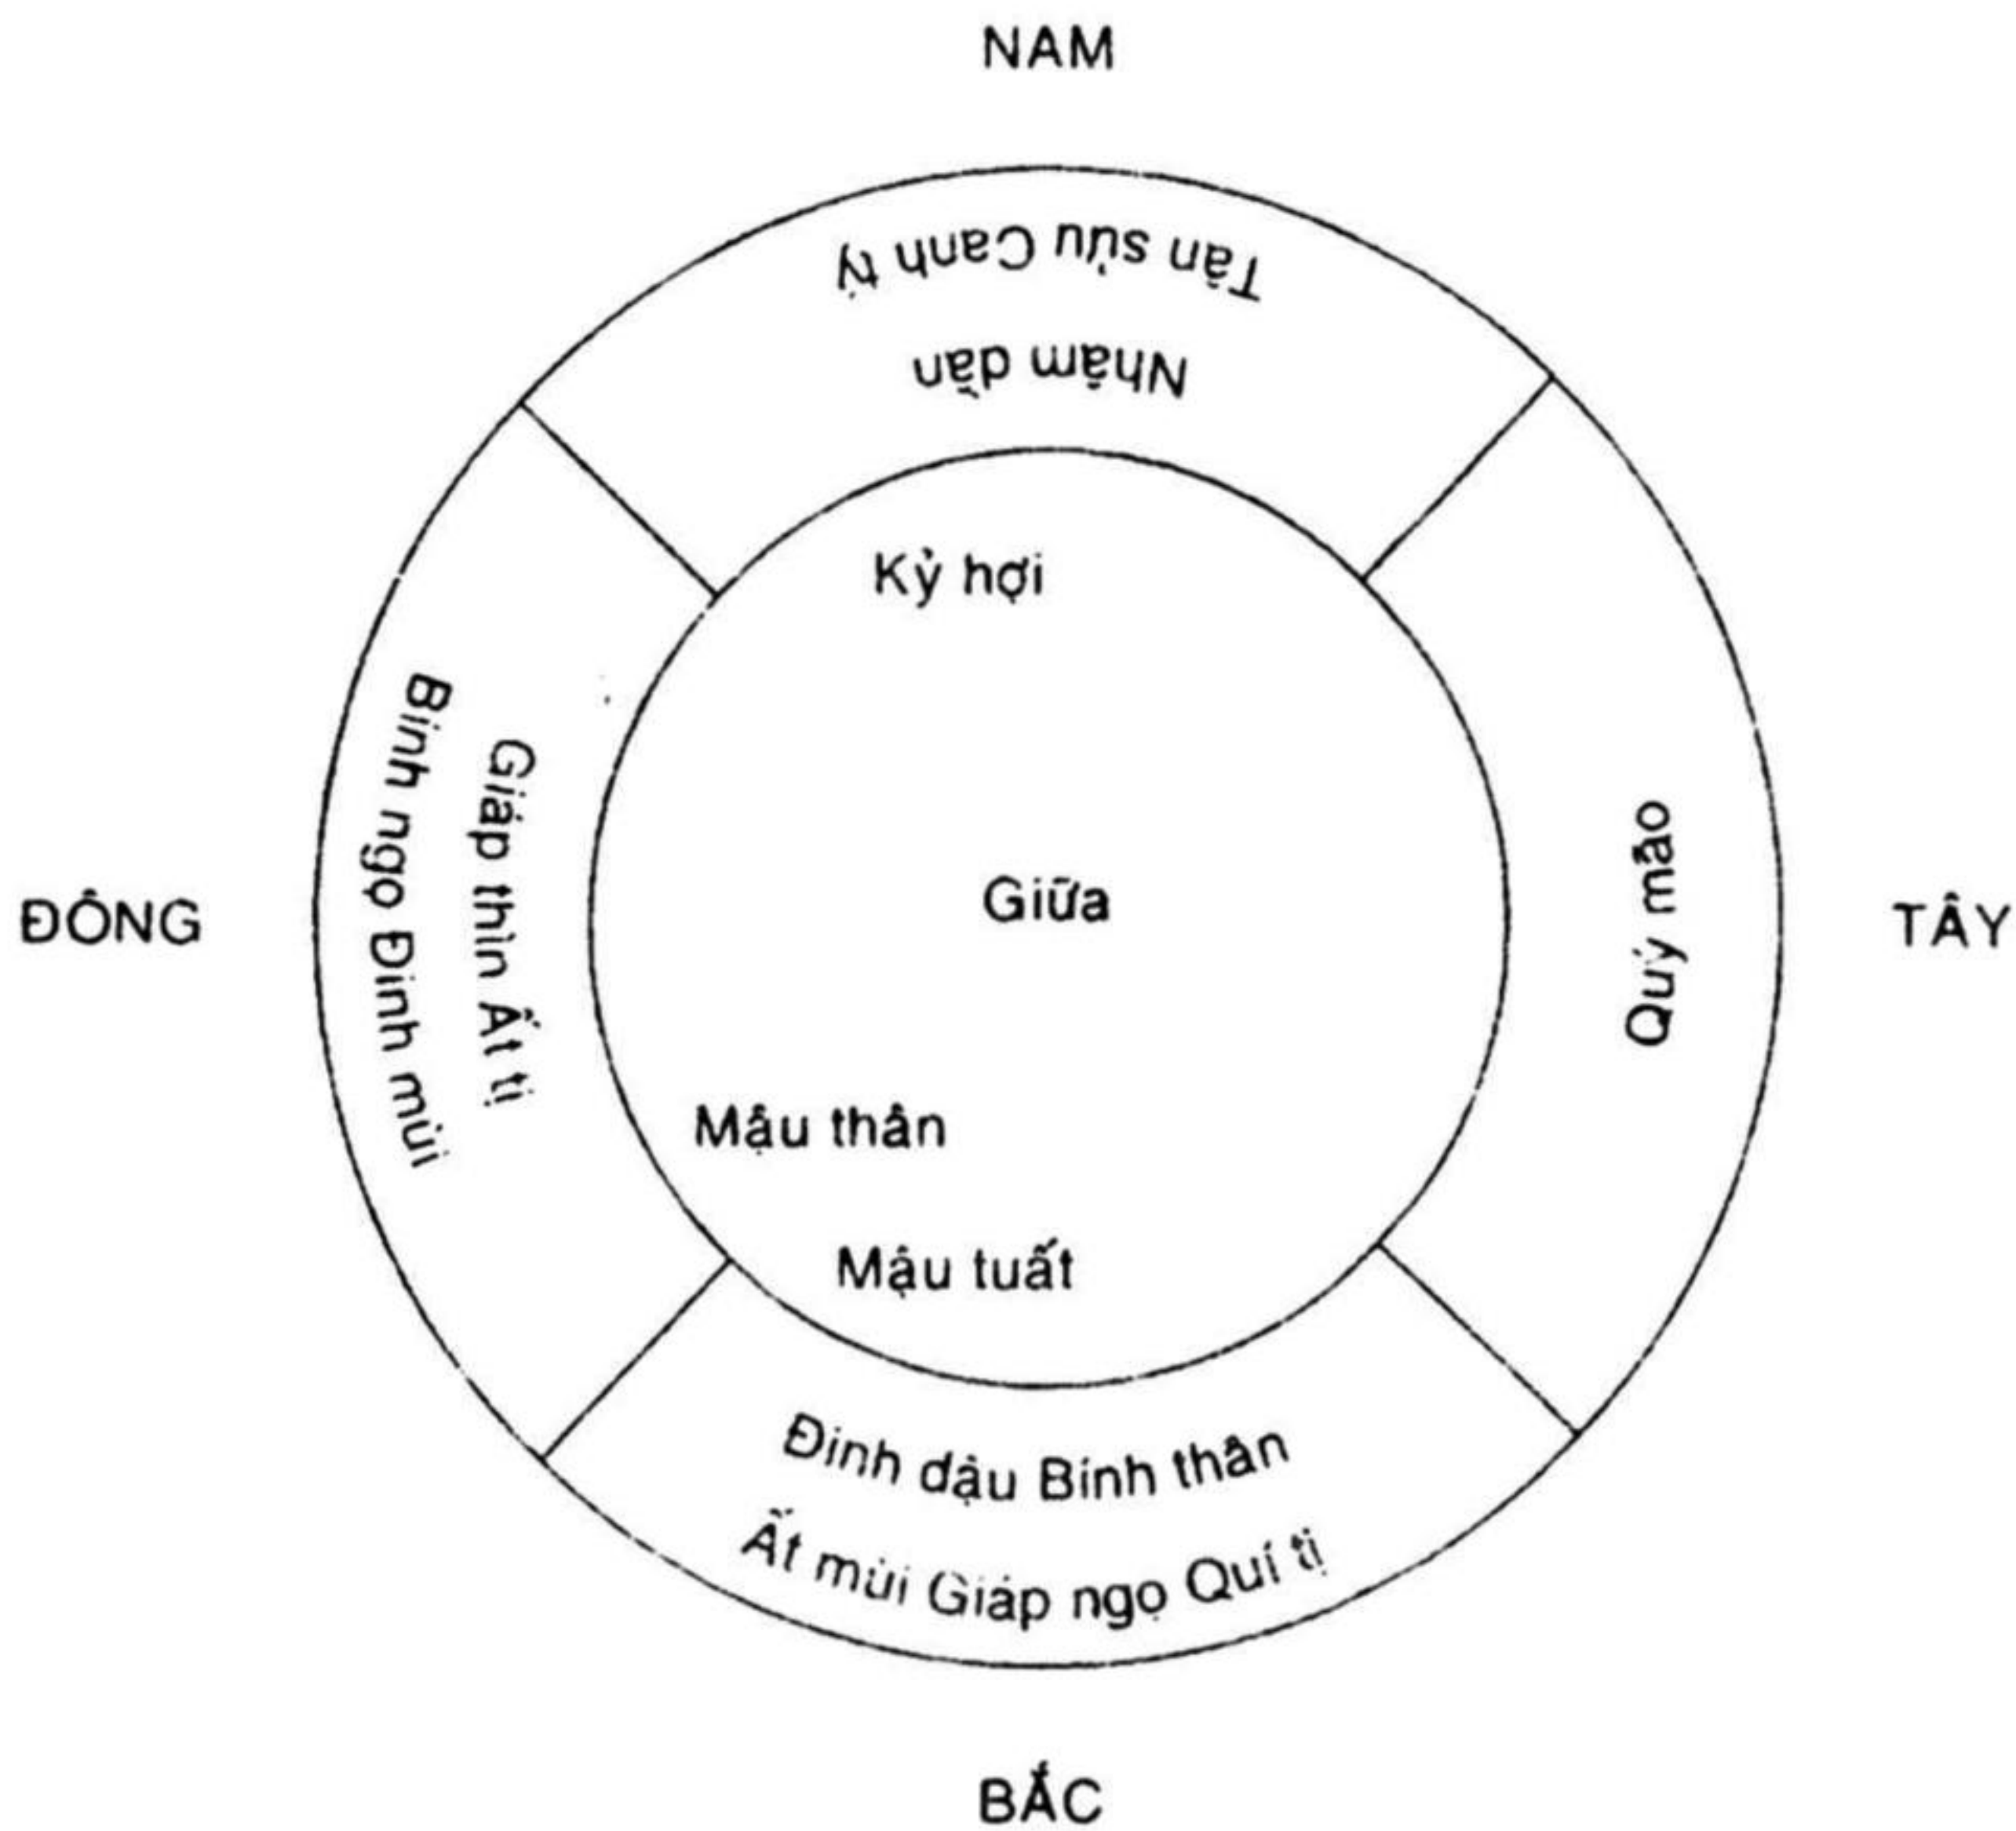 NAM
Tân sửu Canh tý
Nhâm dần
Kỷ hợi
Bính ngọ Đinh mùi
Giáp thìn Ất tị
ĐÔNG
Giữa
Quý mão
TÂY
Mậu thân
Mậu tuất
Đinh dậu Bính thân
Ất mùi Giáp ngọ Quí tị
BẮC